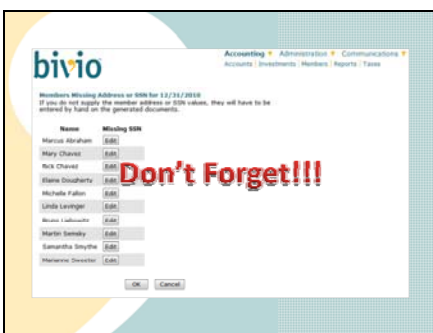 bivio
Accounting Administration Communications
Accounts | Investments | Members | Reports | Taxes
Members Missing Address or SSN for 12/31/2010
If you do not supply the member address or SSN values, they will have to be
entered by hand on the generated documents.
Name Missing SSN
Marcus Abraham Edit
Mary Chavez Edit
Rick Chavez Edit
Elaine Dougherty Edit
Don't Forget!!!
Michelle Fallon Edit
Linda Levinger Edit
Bruno Edit
Martin Semsky Edit
Samantha Smythe Edit
Marianne Edit
OK Cancel